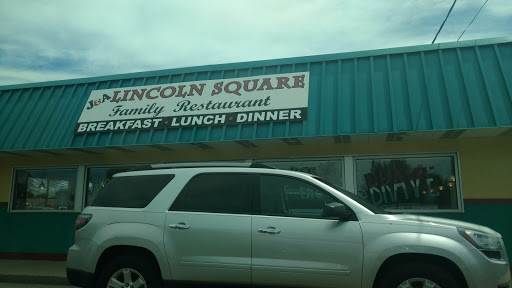 J&A LINCOLN SQUARE
Family Restaurant
BREAKFAST · LUNCH · DINNER